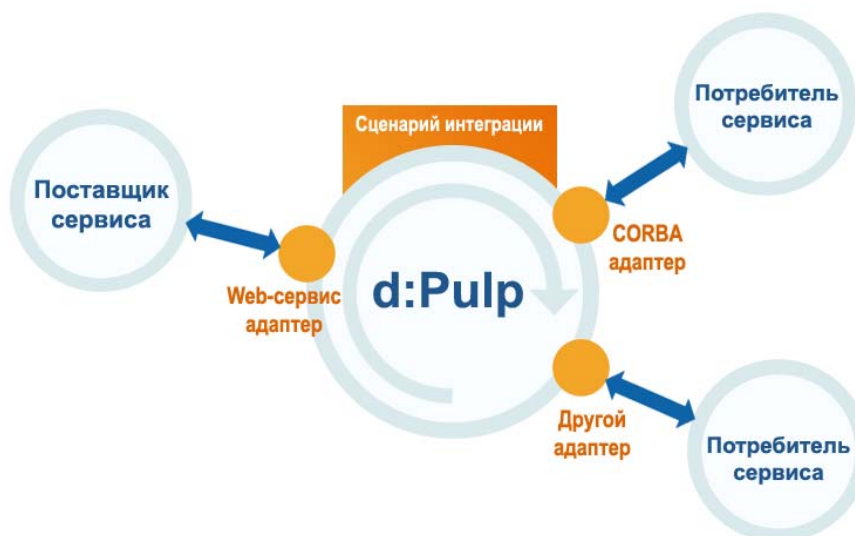 Потребитель
сервиса
Сценарий интеграции
Поставщик
сервиса
CORBA
адаптер
Web-сервис
адаптер
d:Pulp
Другой
адаптер
Потребитель
сервиса